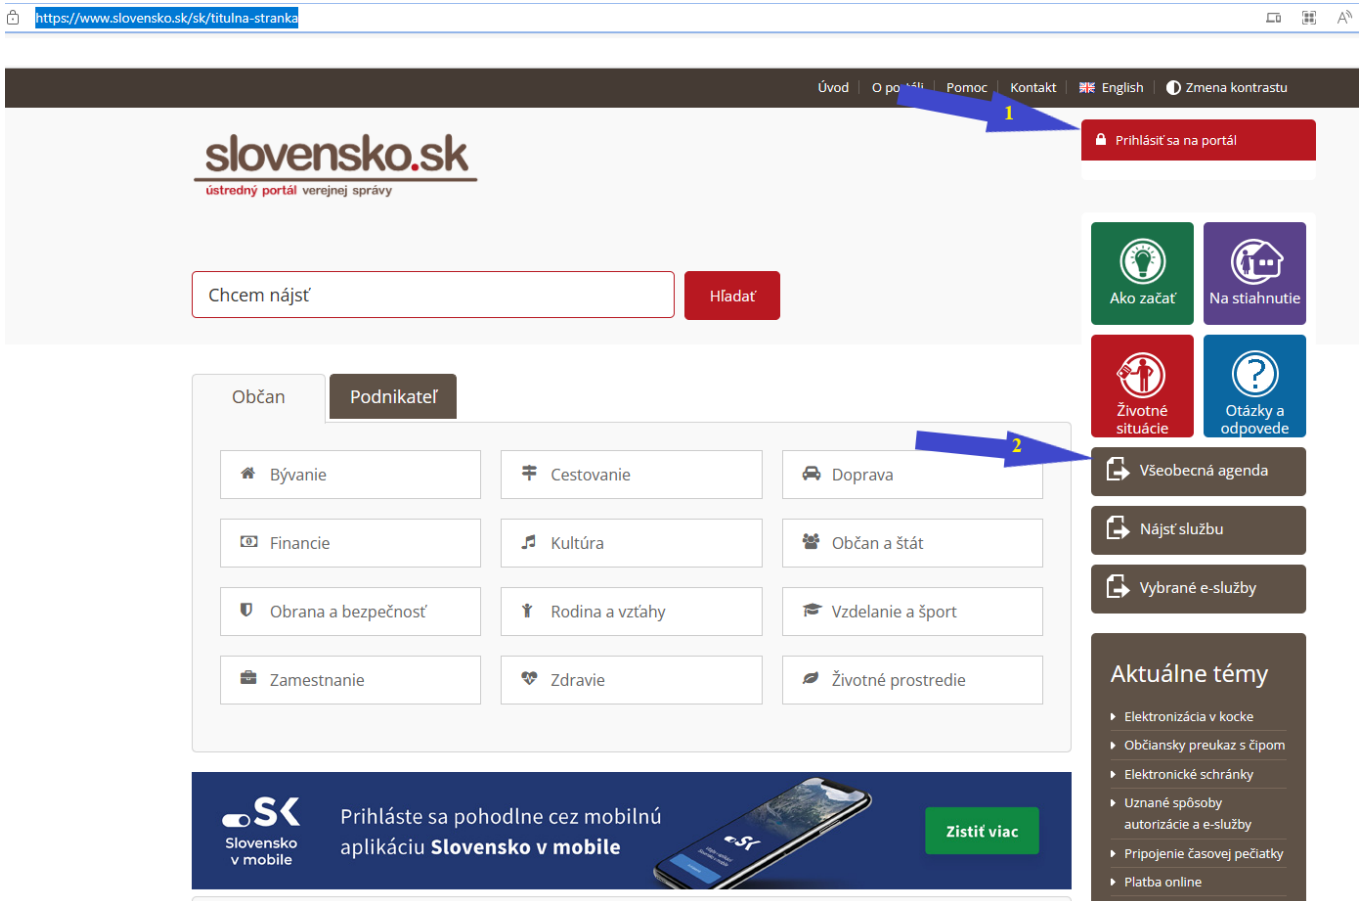 https://www.slovensko.sk/sk/titulna-stranka
Úvod O portáli Pomoc Kontakt English Zmena kontrastu
1
Prihlásiť sa na portál
slovensko.sk
ústredný portál verejnej správy
Chcem nájsť
Hľadať
Ako začať
Na stiahnutie
Životné
situácie
Otázky a
odpovede
Občan
Podnikateľ
2
Všeobecná agenda
Bývanie
Cestovanie
Doprava
Nájsť službu
Financie
Kultúra
Občan a štát
Vybrané e-služby
Obrana a bezpečnosť
Rodina a vzťahy
Vzdelanie a šport
Zamestnanie
Zdravie
Životné prostredie
Aktuálne témy
Elektronizácia v kocke
Občiansky preukaz s čipom
Elektronické schránky
Uznané spôsoby
autorizácie a e-služby
Pripojenie časovej pečiatky
Platba online
SK
Slovensko
v mobile
Prihláste sa pohodlne cez mobilnú
aplikáciu Slovensko v mobile
Zistiť viac